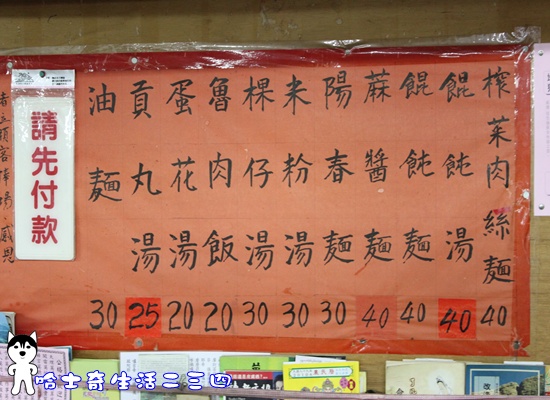 榨菜肉絲麵 40
餛飩湯 40
餛飩麵 40
蔴醬麵 40
陽春麵 30
米粉湯 30
粿仔湯 30
魯肉飯 20
蛋花湯 20
貢丸湯 25
油麵 30
請先付款
哈士奇生活二三四